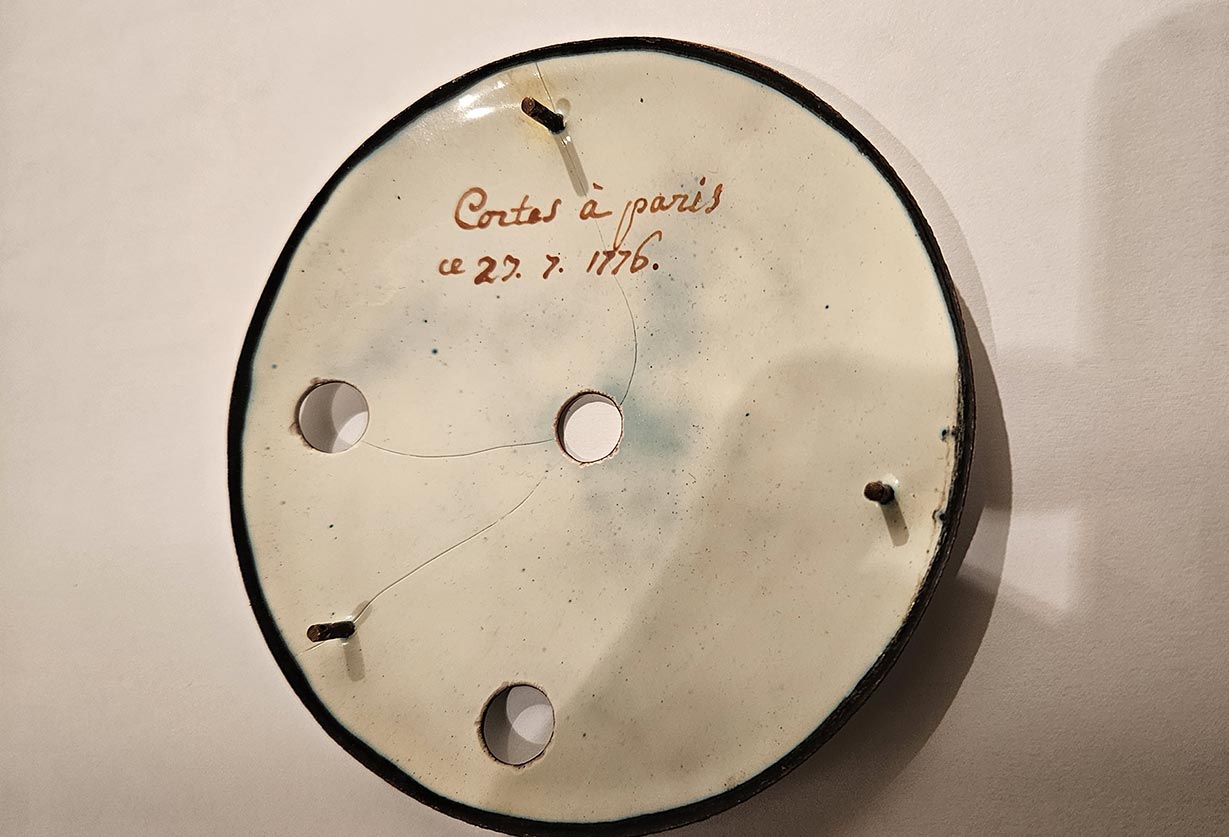 Cortes à paris
ce 27. 7. 1776.